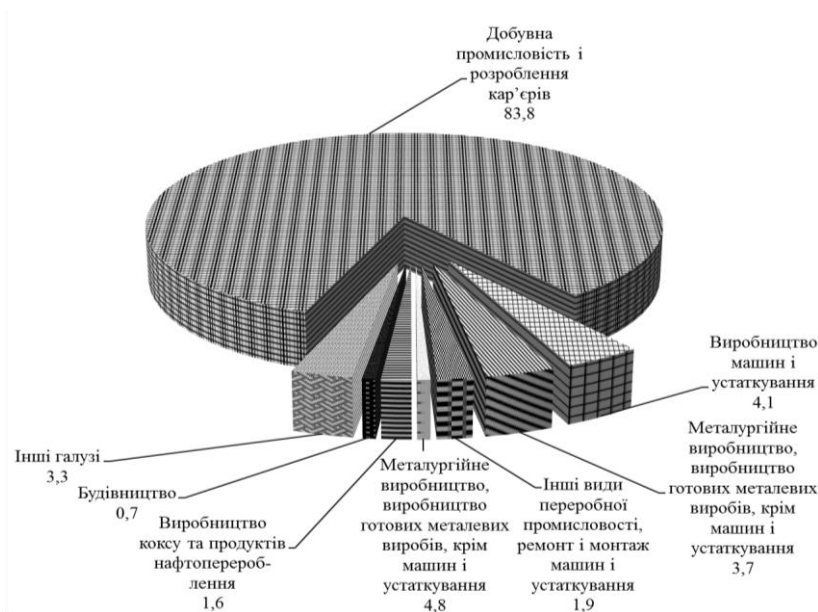 Добувна
промисловість і
розроблення
кар’єрів
83,8
Виробництво
машин і
устаткування
4,1
Металургійне
виробництво,
виробництво
готових металевих
виробів, крім
машин і
устаткування
3,7
Інші види
переробної
промисловості,
ремонт і монтаж
машин і
устаткування
1,9
Металургійне
виробництво,
виробництво
готових металевих
виробів, крім
машин і
устаткування
4,8
Виробництво
коксу та продуктів
нафтоперероб-
лення
1,6
Будівництво
0,7
Інші галузі
3,3